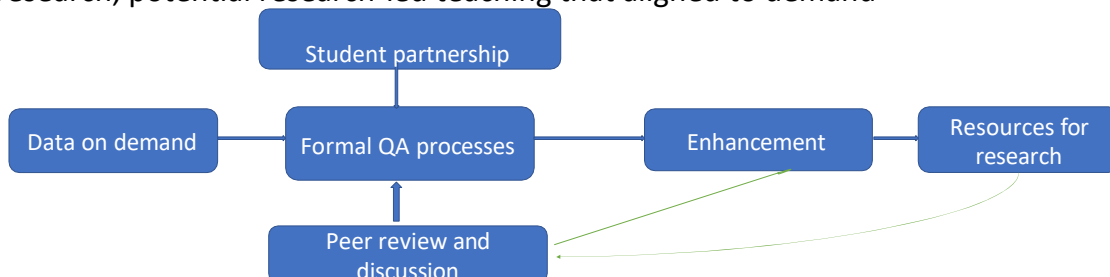 research, potential research-led teaching that aligned to demand
Student partnership
Data on demand
Formal QA processes
Enhancement
Resources for
research
Peer review and
discussion